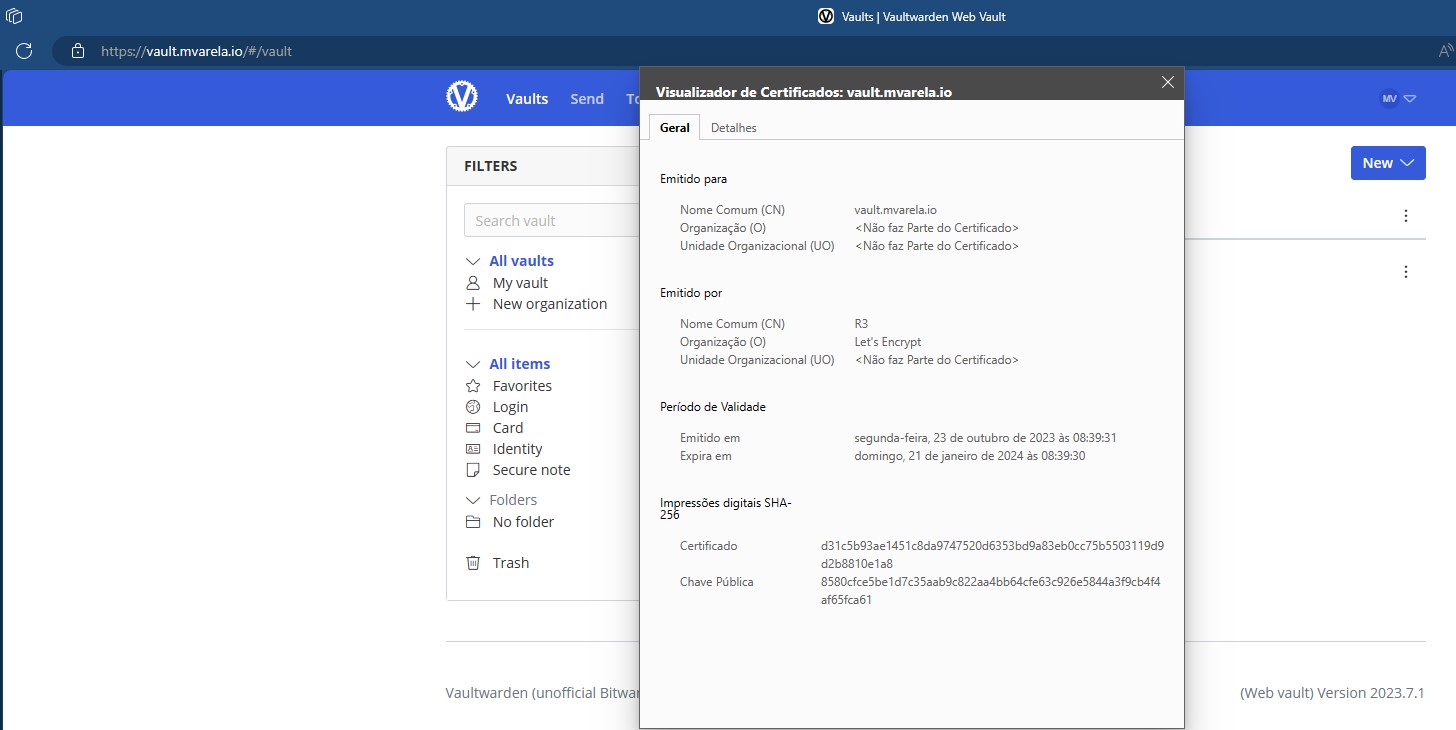 Vaults | Vaultwarden Web Vault
https://vault.mvarela.io/#/vault
Vaults Send
MV
Visualizador de Certificados: vault.mvarela.io
Geral Detalhes
Emitido para
Nome Comum (CN) vault.mvarela.io
Organização (O) <Não faz Parte do Certificado>
Unidade Organizacional (UO) <Não faz Parte do Certificado>
Emitido por
Nome Comum (CN) R3
Organização (O) Let's Encrypt
Unidade Organizacional (UO) <Não faz Parte do Certificado>
Período de Validade
Emitido em segunda-feira, 23 de outubro de 2023 às 08:39:31
Expira em domingo, 21 de janeiro de 2024 às 08:39:30
Impressões digitais SHA-
256
Certificado d31c5b93ae1451c8da9747520d6353bd9a83eb0cc75b5503119d9
d2b8810e1a8
Chave Pública 8580cfce5be1d7c35aab9c822aa4bb64cfe63c926e5844a3f9cb4f4
af65fca61
FILTERS
Search vault
All vaults
My vault
New organization
All items
Favorites
Login
Card
Identity
Secure note
Folders
No folder
Trash
New
Vaultwarden (unofficial Bitwar
(Web vault) Version 2023.7.1